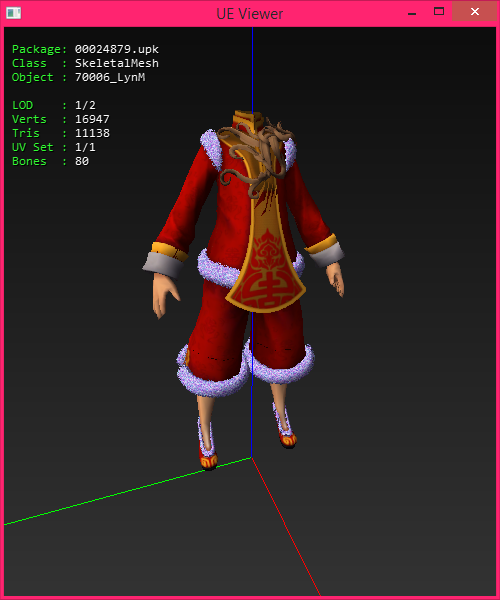 UE Viewer
Package: 00024879.upk
Class : SkeletalMesh
Object : 70006_LynM
LOD : 1/2
Verts : 16947
Tris : 11138
UV Set : 1/1
Bones : 80